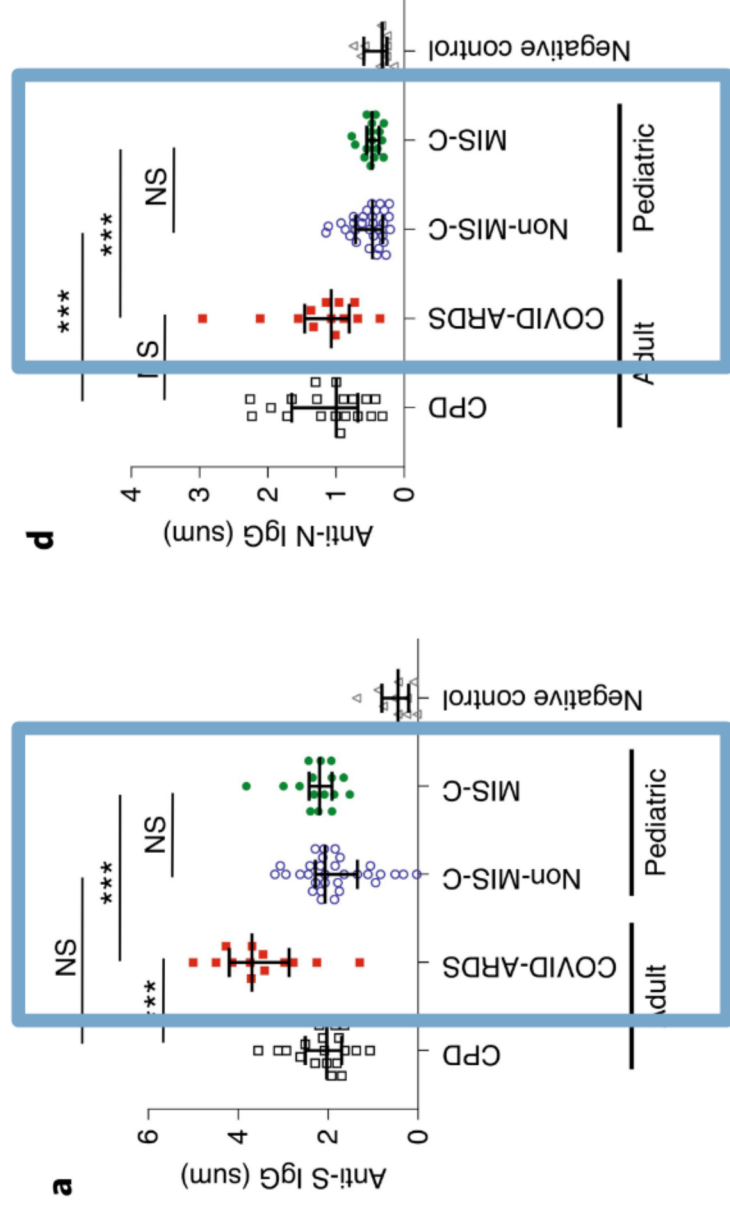 a
Anti-S IgG (sum)
6
4
2
0
NS
***
***
NS
CPD
COVID-ARDS
Non-MIS-C
MIS-C
Negative control
Adult
Pediatric
d
Anti-N IgG (sum)
4
3
2
1
0
***
***
NS
NS
CPD
COVID-ARDS
Non-MIS-C
MIS-C
Negative control
Adult
Pediatric